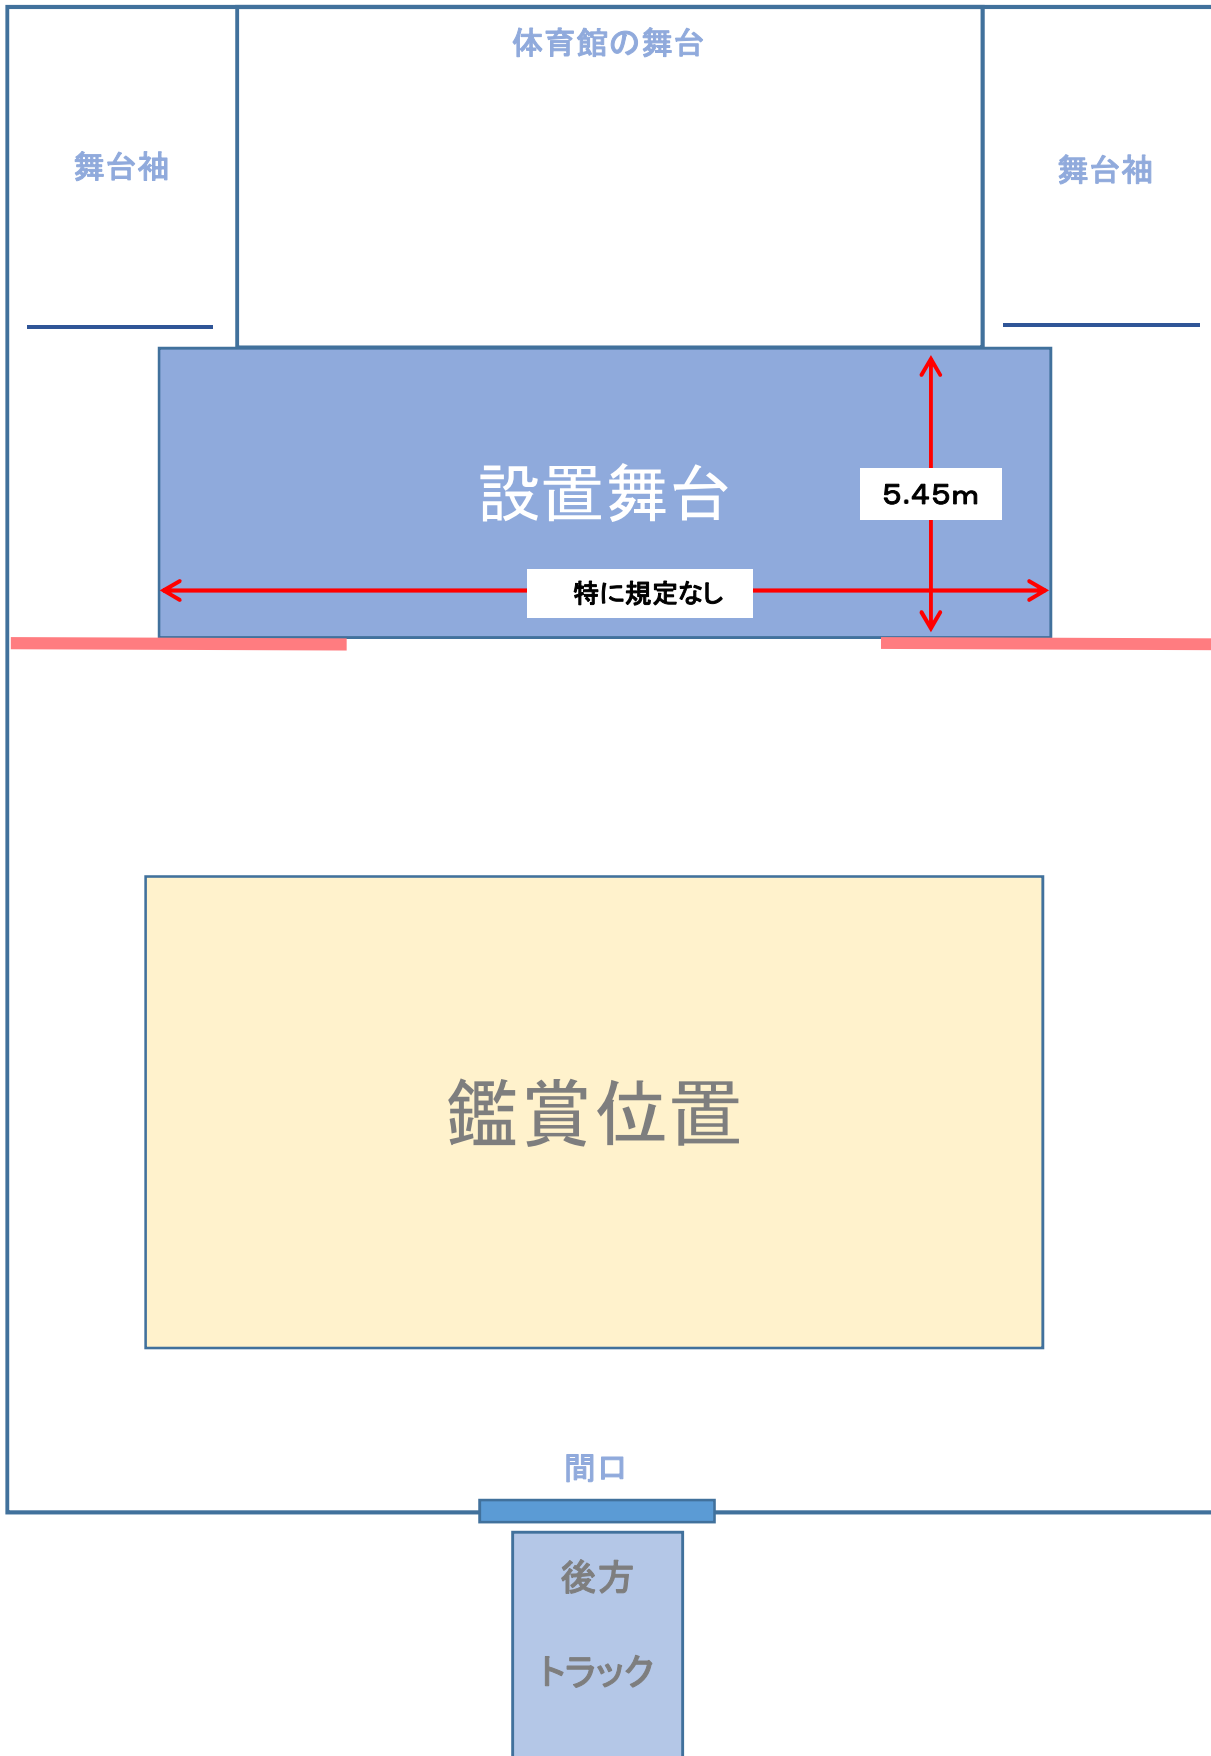 体育館の舞台
舞台袖
舞台袖
設置舞台
5.45m
特に規定なし
鑑賞位置
間口
後方
トラック